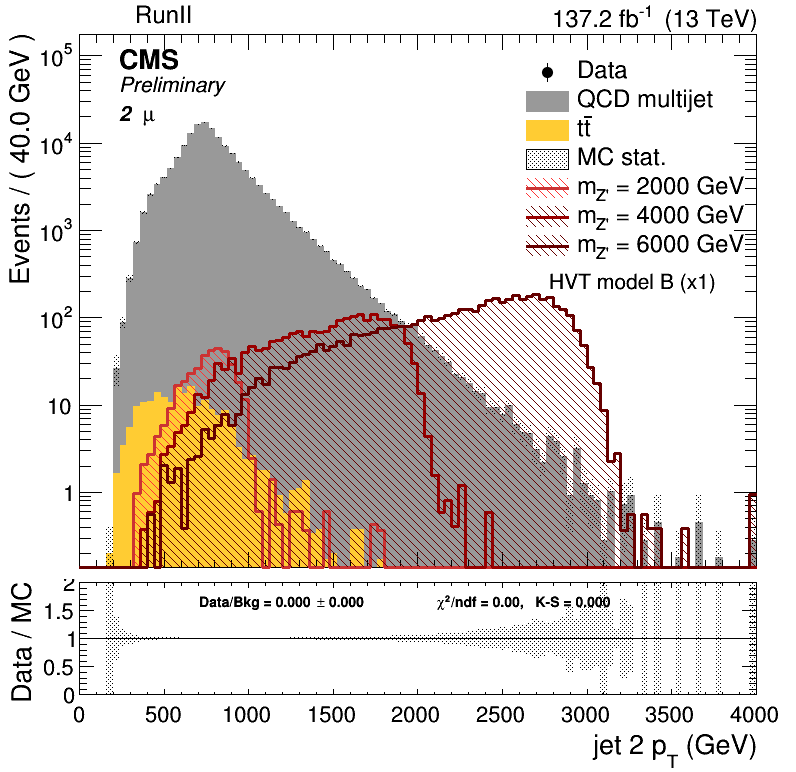 RunII 137.2 fb⁻¹ (13 TeV)
Events / ( 40.0 GeV )
10⁵
10⁴
10³
10²
10
1
CMS
Preliminary
2 μ
Data
QCD multijet
tt̄
MC stat.
m_Z' = 2000 GeV
m_Z' = 4000 GeV
m_Z' = 6000 GeV
HVT model B (x1)
Data / MC
2
1.5
1
0.5
0
Data/Bkg = 0.000 ± 0.000 χ²/ndf = 0.00, K-S = 0.000
0 500 1000 1500 2000 2500 3000 3500 4000
jet 2 p_T (GeV)